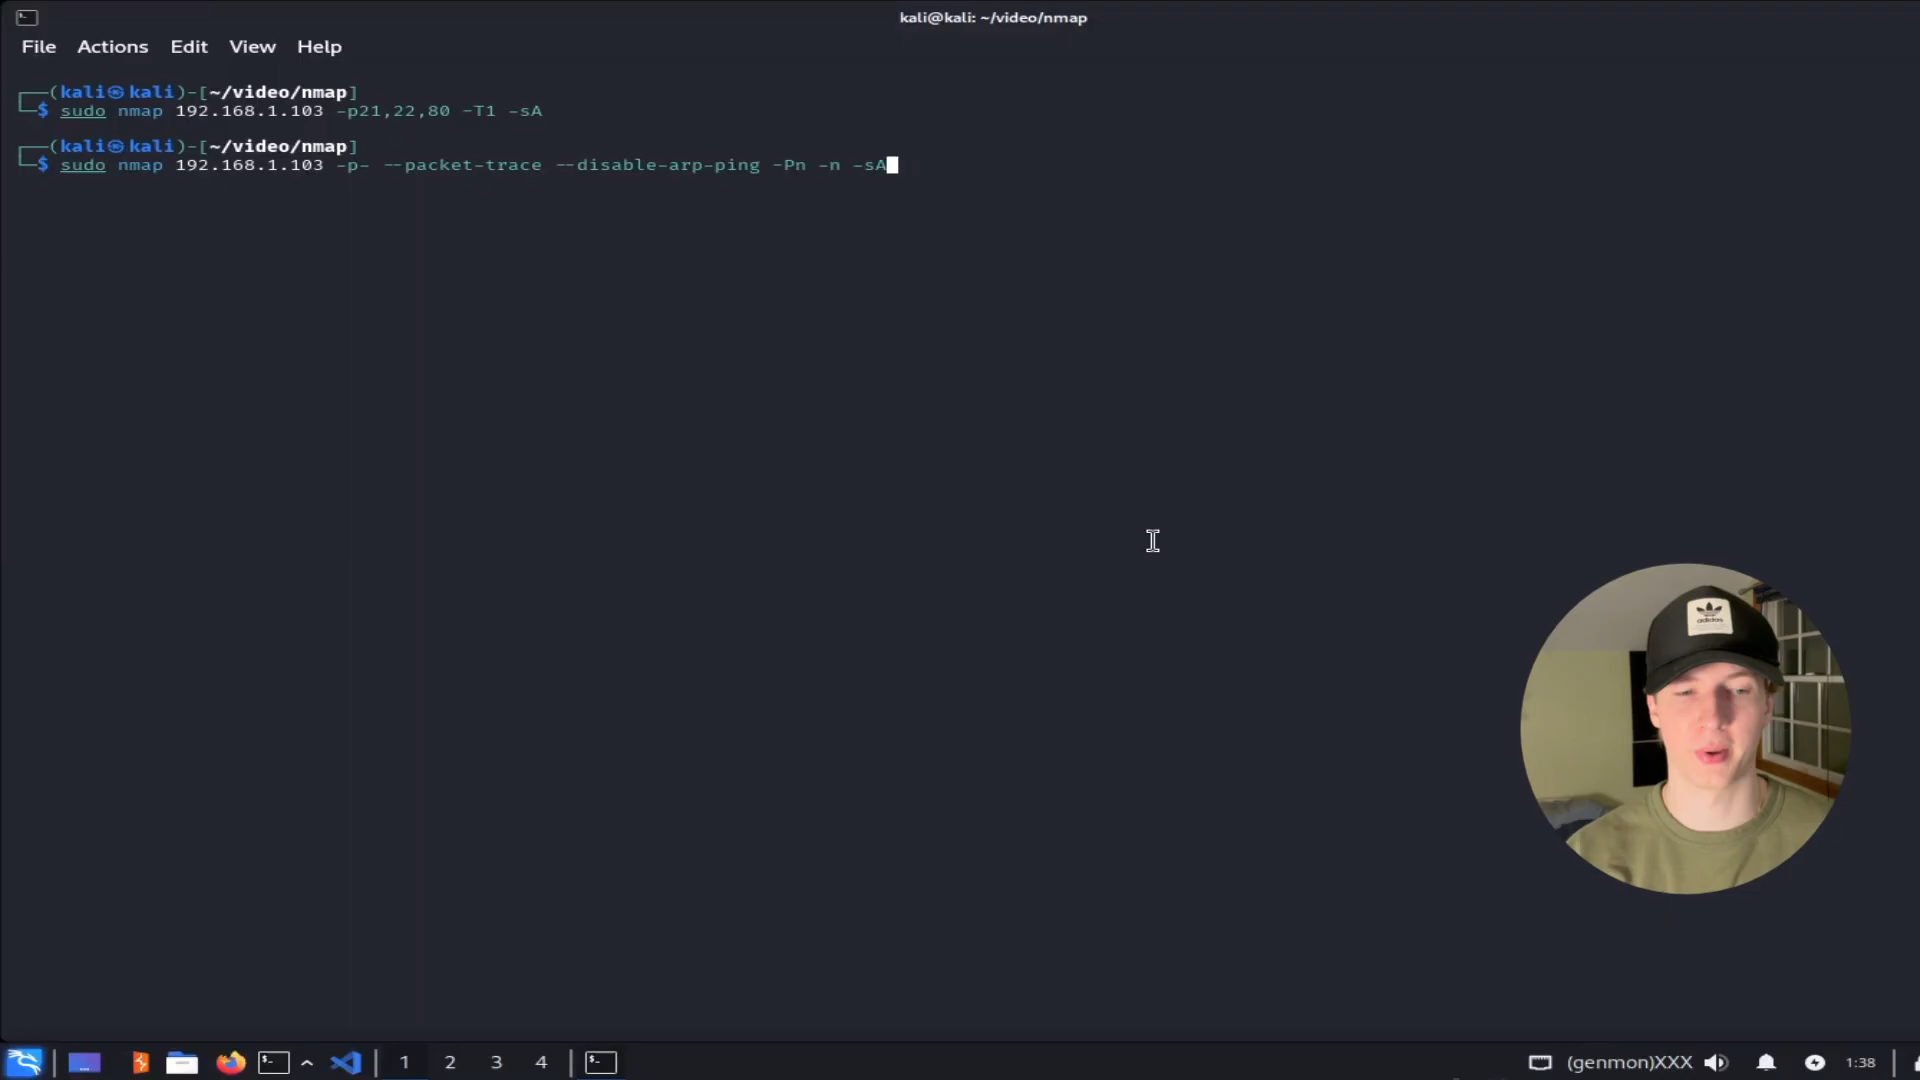 kali@kali: ~/video/nmap
File Actions Edit View Help
┌──(kali㉿kali)-[~/video/nmap]
└─$ sudo nmap 192.168.1.103 -p21,22,80 -T1 -sA
┌──(kali㉿kali)-[~/video/nmap]
└─$ sudo nmap 192.168.1.103 -p- --packet-trace --disable-arp-ping -Pn -n -sA
adidas
1 2 3 4 (genmon)XXX 1:38